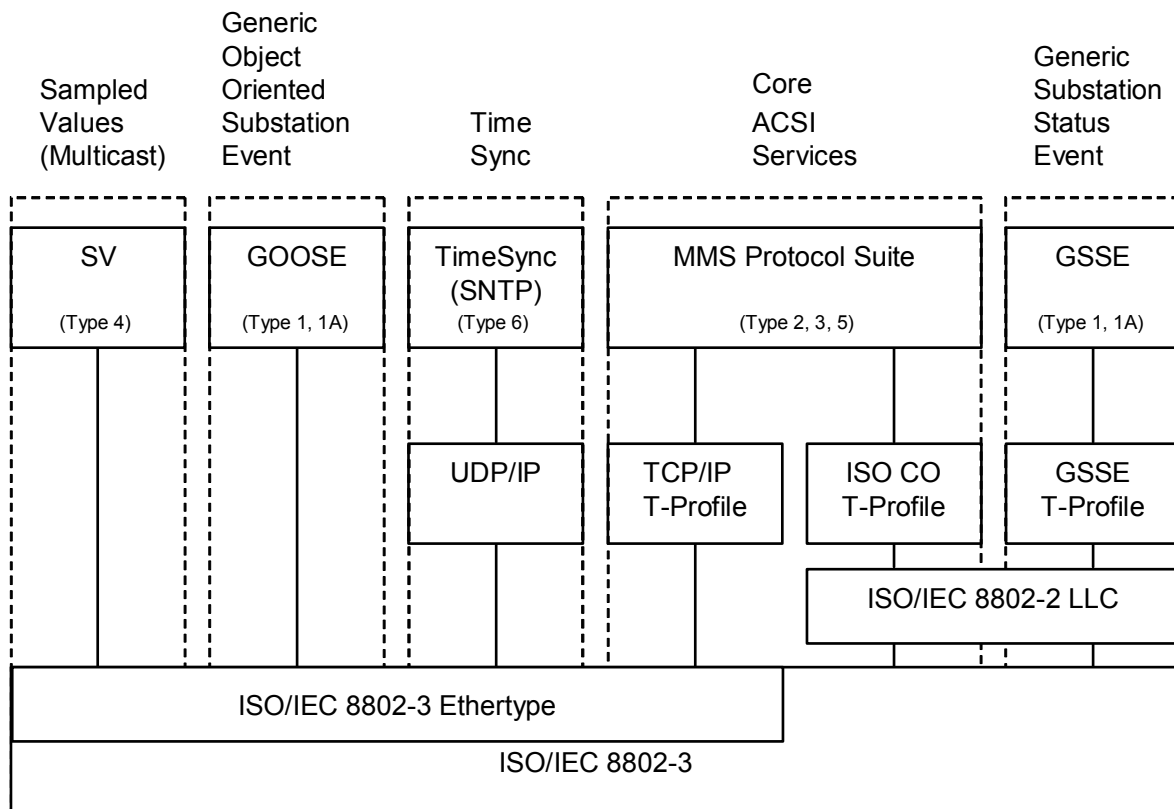 Sampled
Values
(Multicast)
Generic
Object
Oriented
Substation
Event
Time
Sync
Core
ACSI
Services
Generic
Substation
Status
Event
SV
(Type 4)
GOOSE
(Type 1, 1A)
TimeSync
(SNTP)
(Type 6)
MMS Protocol Suite
(Type 2, 3, 5)
GSSE
(Type 1, 1A)
UDP/IP
TCP/IP
T-Profile
ISO CO
T-Profile
GSSE
T-Profile
ISO/IEC 8802-2 LLC
ISO/IEC 8802-3 Ethertype
ISO/IEC 8802-3